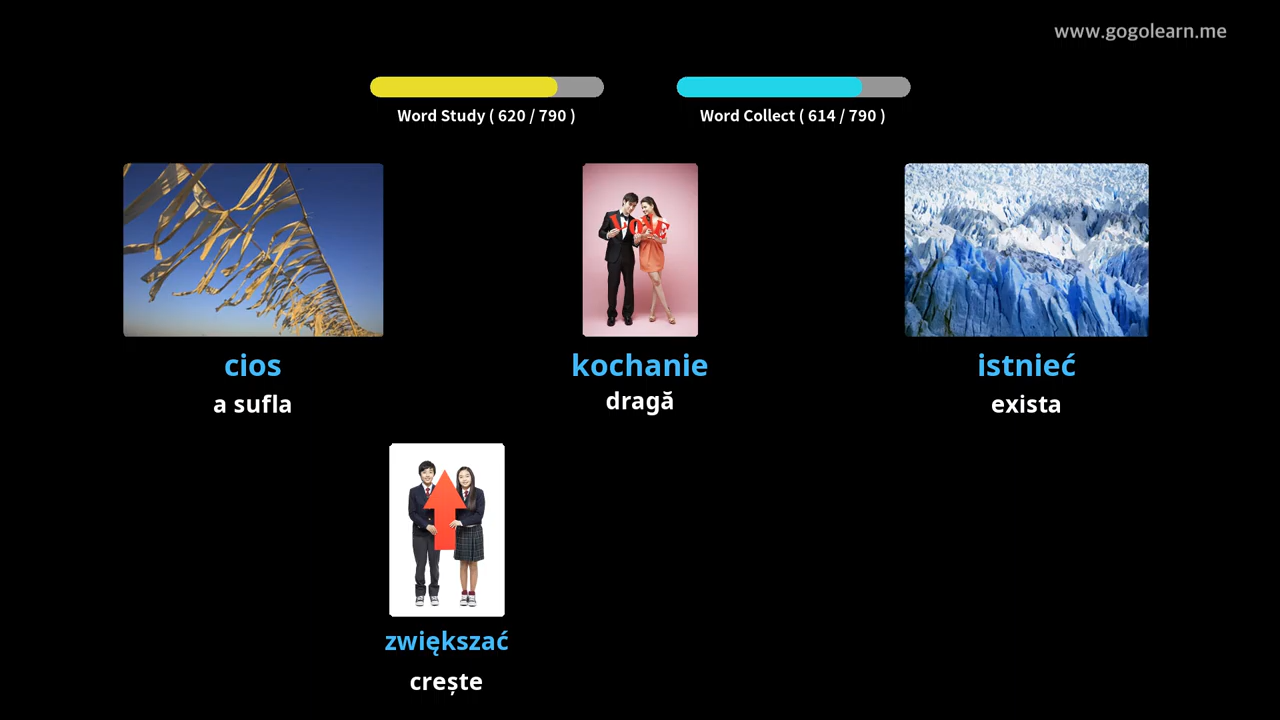 www.gogolearn.me
Word Study ( 620 / 790 )
Word Collect ( 614 / 790 )
LOVE
cios
a sufla
kochanie
dragă
istnieć
exista
zwiększać
crește